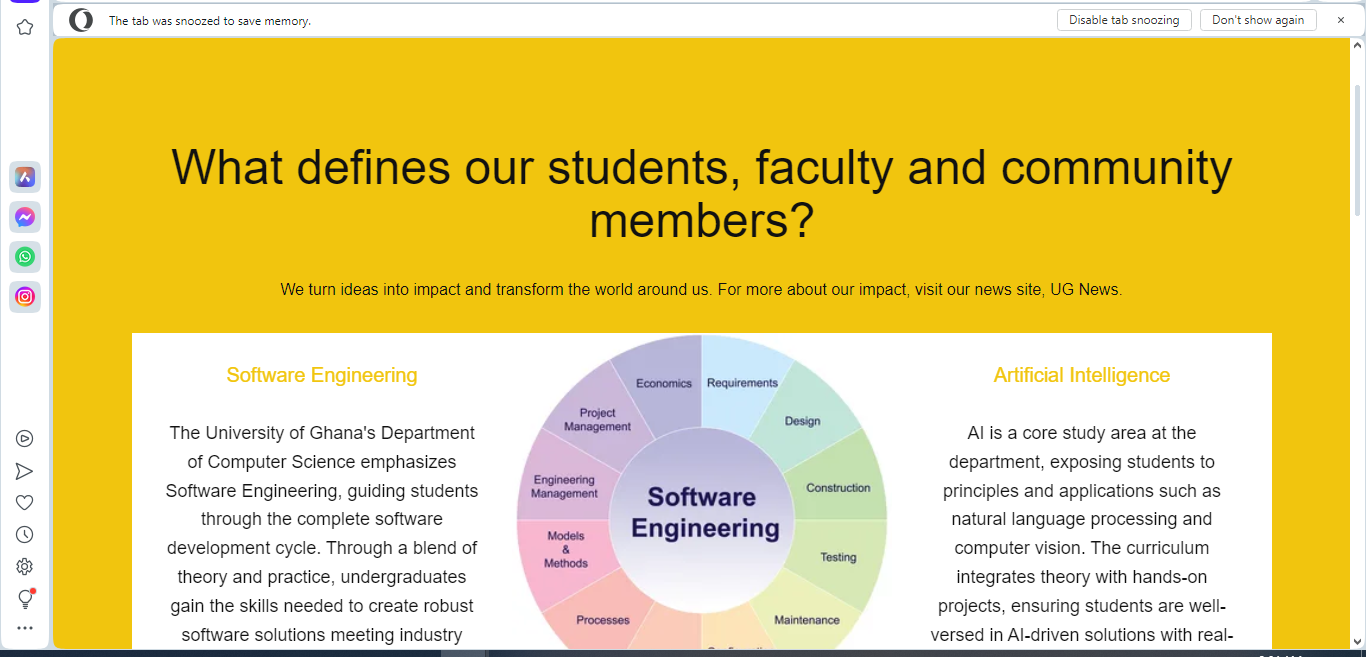 The tab was snoozed to save memory.
Disable tab snoozing
Don't show again
What defines our students, faculty and community
members?
We turn ideas into impact and transform the world around us. For more about our impact, visit our news site, UG News.
Software Engineering
The University of Ghana's Department
of Computer Science emphasizes
Software Engineering, guiding students
through the complete software
development cycle. Through a blend of
theory and practice, undergraduates
gain the skills needed to create robust
software solutions meeting industry
Economics
Requirements
Project
Management
Design
Engineering
Management
Construction
Software
Engineering
Models
&
Methods
Testing
Processes
Maintenance
Artificial Intelligence
AI is a core study area at the
department, exposing students to
principles and applications such as
natural language processing and
computer vision. The curriculum
integrates theory with hands-on
projects, ensuring students are well-
versed in AI-driven solutions with real-